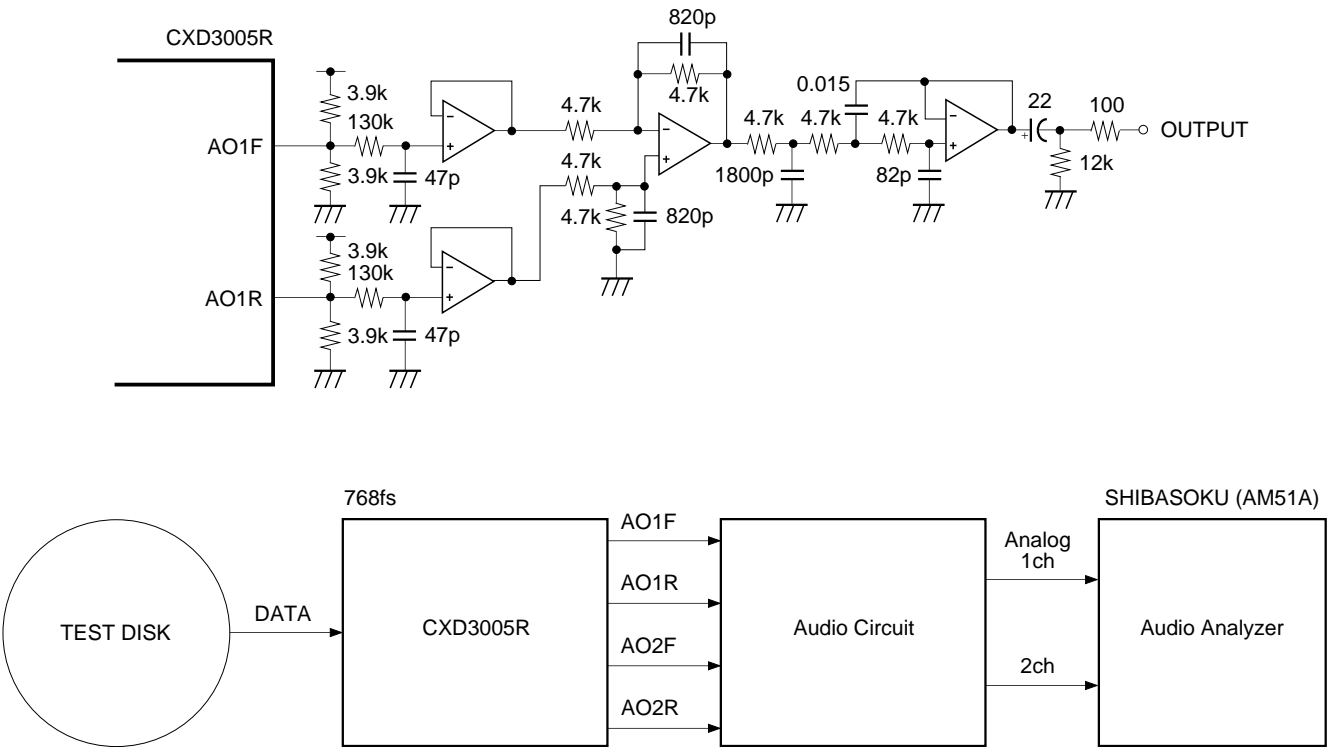 820p
CXD3005R
3.9k
4.7k
0.015
130k
4.7k
4.7k
4.7k
4.7k
22
100
AO1F
OUTPUT
3.9k
47p
4.7k
1800p
82p
12k
4.7k
820p
3.9k
130k
AO1R
3.9k
47p
768fs
SHIBASOKU (AM51A)
AO1F
Analog
1ch
AO1R
DATA
TEST DISK
CXD3005R
Audio Circuit
Audio Analyzer
AO2F
2ch
AO2R